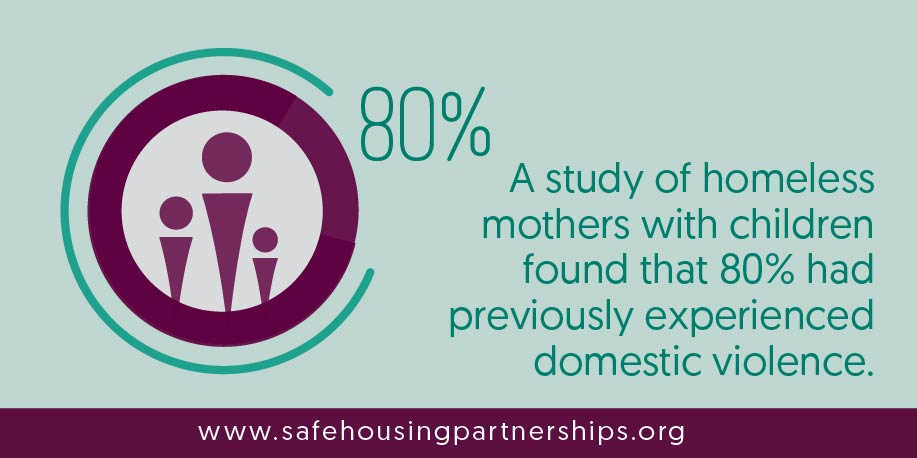 80%
A study of homeless
mothers with children
found that 80% had
previously experienced
domestic violence.
www.safehousingpartnerships.org